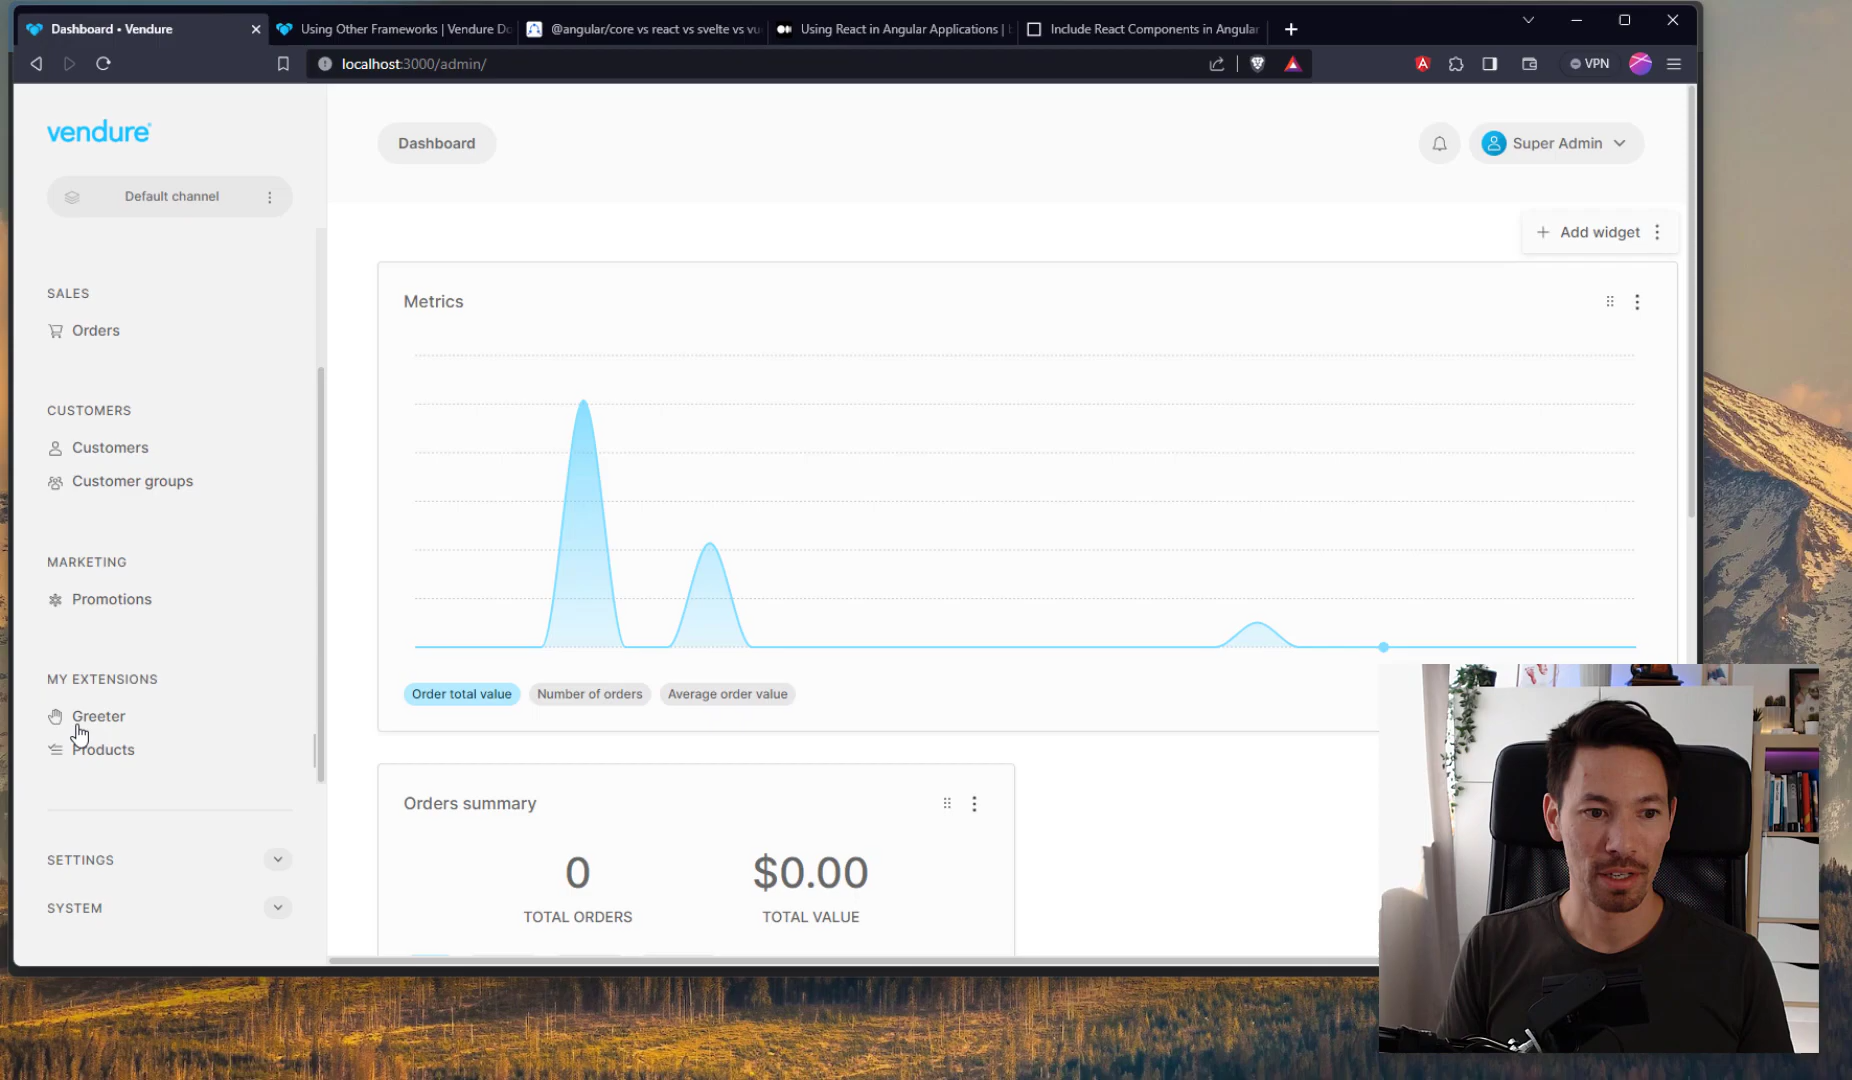 Dashboard • Vendure
Using Other Frameworks | Vendure Do
@angular/core vs react vs svelte vs vu
Using React in Angular Applications |
Include React Components in Angular
localhost:3000/admin/
VPN
vendure
Dashboard
Super Admin
Default channel
Add widget
SALES
Metrics
Orders
CUSTOMERS
Customers
Customer groups
MARKETING
Promotions
MY EXTENSIONS
Order total value
Number of orders
Average order value
Greeter
Products
Orders summary
SETTINGS
0
$0.00
SYSTEM
TOTAL ORDERS
TOTAL VALUE